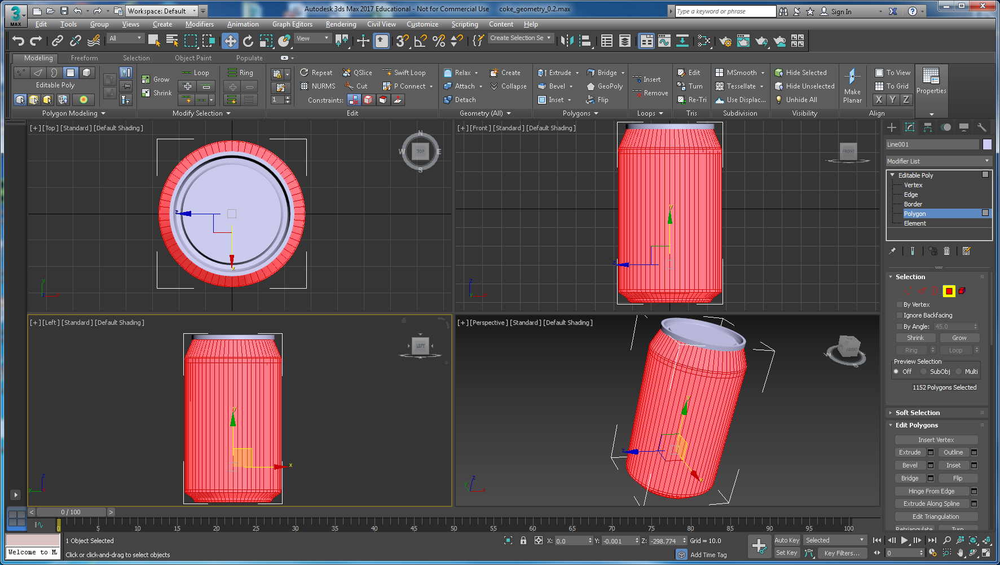 Workspace: Default
Autodesk 3ds Max 2017 Educational - Not for Commercial Use coke_geometry_0.2.max
Type a keyword or phrase
Sign In
MAX
Edit Tools Group Views Create Modifiers Animation Graph Editors Rendering Civil View Customize Scripting Content Help
All View Create Selection Se
Modeling Freeform Selection Object Paint Populate
Grow Loop Ring Repeat QSlice Swift Loop Relax Create Extrude Bridge Insert Edit MSmooth Hide Selected To View
Editable Poly
Shrink NURMS Cut P Connect Attach Collapse Bevel GeoPoly Remove Turn Tessellate Hide Unselected Make Planar To Grid Properties
1 Constraints: Detach Inset Flip Re-Tri Use Displac... Unhide All X Y Z
Polygon Modeling Modify Selection Edit Geometry (All) Polygons Loops Tris Subdivision Visibility Align
[+] [Top] [Standard] [Default Shading]
N
W TOP E
S
z
x
y
z x
[+] [Front] [Standard] [Default Shading]
FRONT
y
z
z
y x
[+] [Left] [Standard] [Default Shading]
LEFT
y
x
z
y
[+] [Perspective] [Standard] [Default Shading]
FRONT
W
S
y
z
x
z
y
x
Line001
Modifier List
Editable Poly
Vertex
Edge
Border
Polygon
Element
Selection
By Vertex
Ignore Backfacing
By Angle: 45.0
Shrink Grow
Ring Loop
Preview Selection
Off SubObj Multi
1152 Polygons Selected
Soft Selection
Edit Polygons
Insert Vertex
Extrude Outline
Bevel Inset
Bridge Flip
Hinge From Edge
Extrude Along Spline
Edit Triangulation
Retriangulate Turn
< 0 / 100 >
0 5 10 15 20 25 30 35 40 45 50 55 60 65 70 75 80 85 90 95 100
1 Object Selected X: 0.0 Y: -0.001 Z: -298.774 Grid = 10.0 Auto Key Selected
Welcome to M
Click or click-and-drag to select objects Add Time Tag Set Key Key Filters... 0